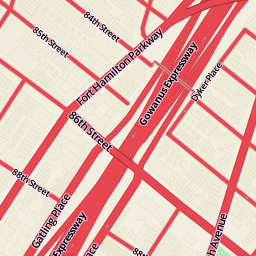 84th Street
85th Street
Fort Hamilton Parkway
Gowanus Expressway
Dyker Place
86th Street
88th Street
Gatling Place
Expressway
Avenue